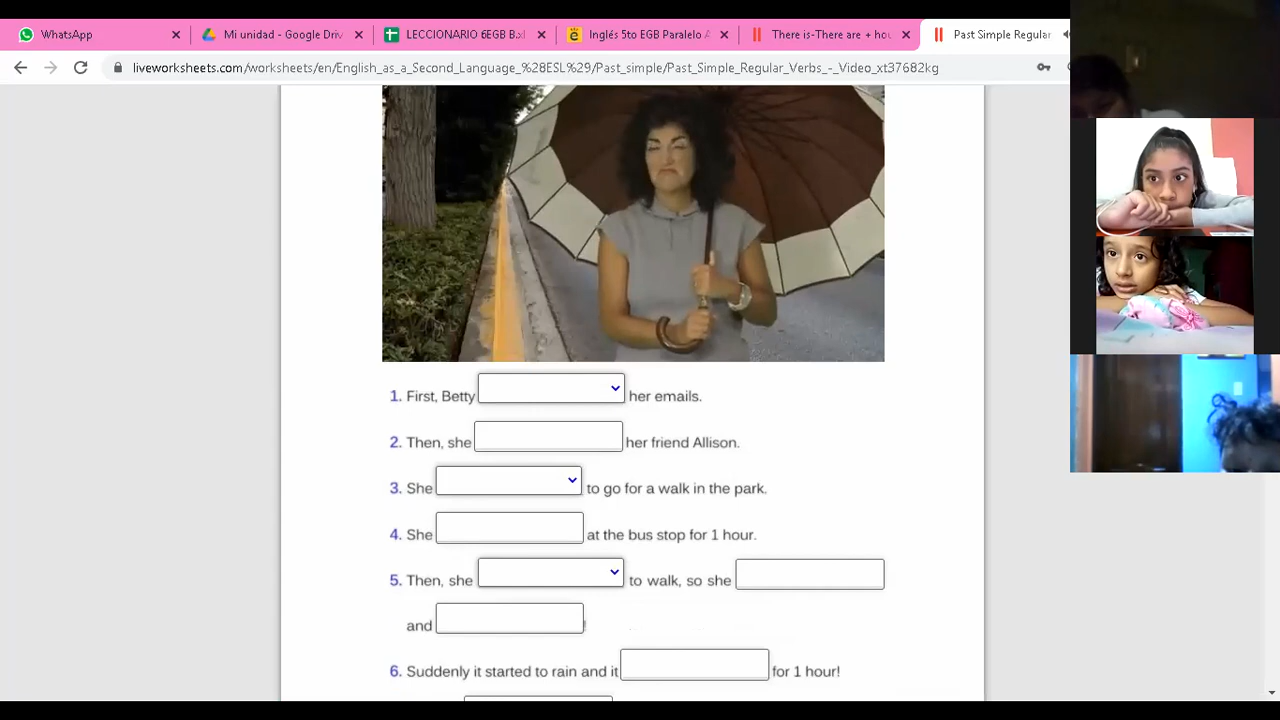 WhatsApp
Mi unidad - Google Driv
LECCIONARIO 6EGB B.xl
Inglés 5to EGB Paralelo A
There is-There are + hou
Past Simple Regular
liveworksheets.com/worksheets/en/English_as_a_Second_Language_%28ESL%29/Past_simple/Past_Simple_Regular_Verbs_-_Video_xt37682kg
1. First, Betty her emails.
2. Then, she her friend Allison.
3. She to go for a walk in the park.
4. She at the bus stop for 1 hour.
5. Then, she to walk, so she
and !
6. Suddenly it started to rain and it for 1 hour!